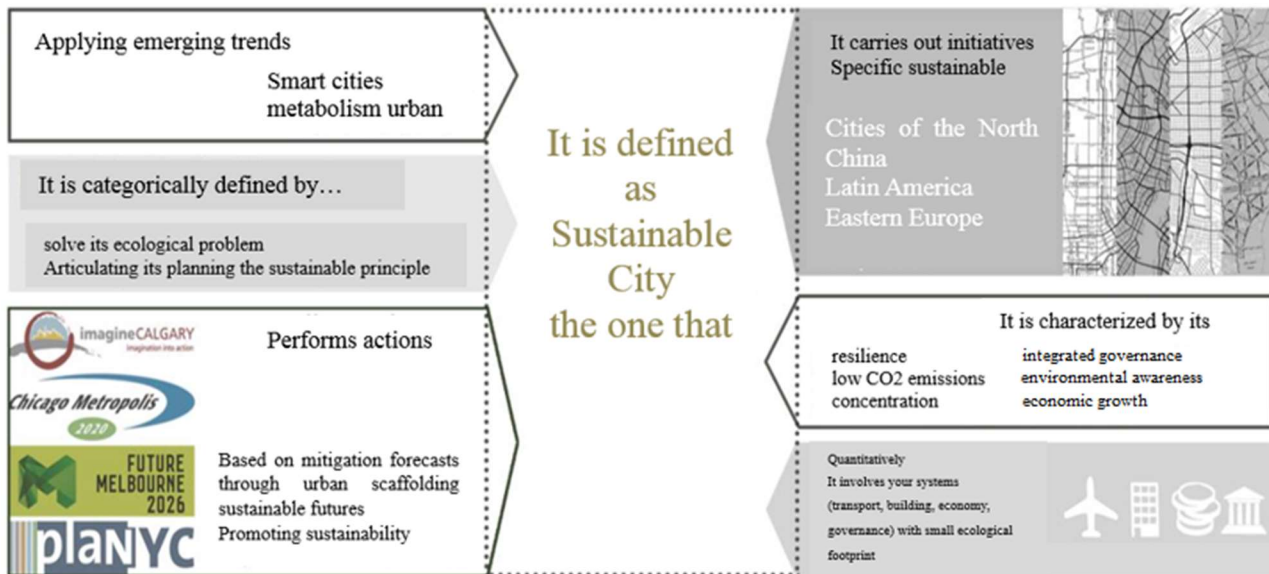 Applying emerging trends
Smart cities
metabolism urban
It is categorically defined by…
solve its ecological problem
Articulating its planning the sustainable principle
imagineCALGARY
imagination into action
Performs actions
Chicago Metropolis
2020
FUTURE
MELBOURNE
2026
plaNYC
Based on mitigation forecasts
through urban scaffolding
sustainable futures
Promoting sustainability
It is defined
as
Sustainable
City
the one that
It carries out initiatives
Specific sustainable
Cities of the North
China
Latin America
Eastern Europe
It is characterized by its
resilience
low CO2 emissions
concentration
integrated governance
environmental awareness
economic growth
Quantitatively
It involves your systems
(transport, building, economy,
governance) with small ecological
footprint